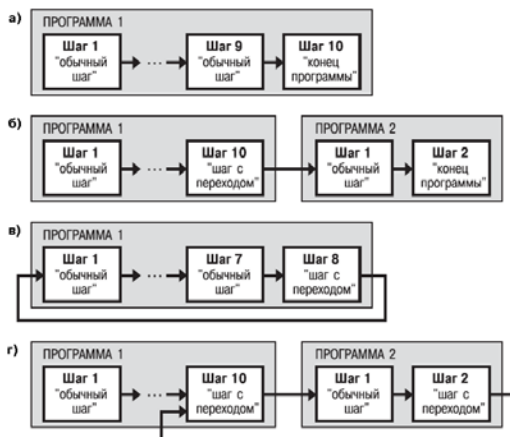 а)
ПРОГРАММА 1
Шаг 1
"обычный
шаг"
...
Шаг 9
"обычный
шаг"
Шаг 10
"конец
программы"
б)
ПРОГРАММА 1
Шаг 1
"обычный
шаг"
...
Шаг 10
"шаг с
переходом"
ПРОГРАММА 2
Шаг 1
"обычный
шаг"
Шаг 2
"конец
программы"
в)
ПРОГРАММА 1
Шаг 1
"обычный
шаг"
...
Шаг 7
"обычный
шаг"
Шаг 8
"шаг с
переходом"
г)
ПРОГРАММА 1
Шаг 1
"обычный
шаг"
...
Шаг 10
"шаг с
переходом"
ПРОГРАММА 2
Шаг 1
"обычный
шаг"
Шаг 2
"шаг с
переходом"